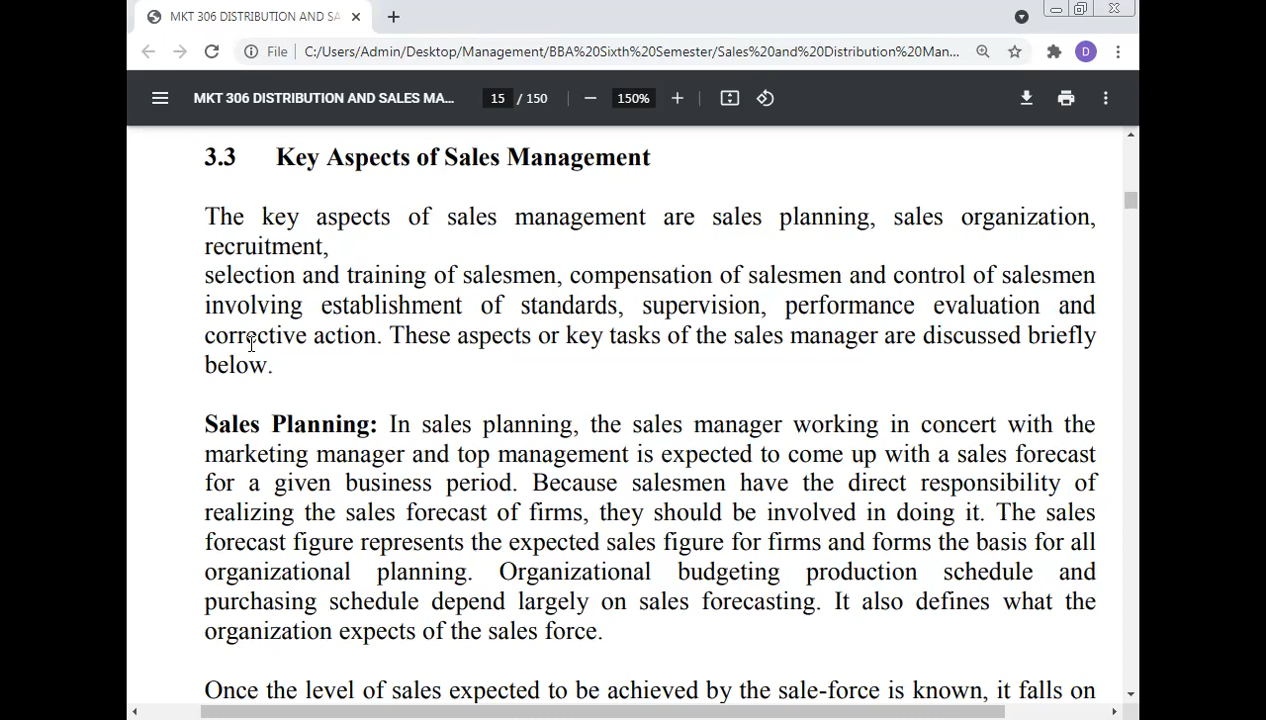 MKT 306 DISTRIBUTION AND SA
File C:/Users/Admin/Desktop/Management/BBA%20Sixth%20Semester/Sales%20and%20Distribution%20Man... D
MKT 306 DISTRIBUTION AND SALES MA... 15 / 150 150%
3.3 Key Aspects of Sales Management
The key aspects of sales management are sales planning, sales organization,
recruitment,
selection and training of salesmen, compensation of salesmen and control of salesmen
involving establishment of standards, supervision, performance evaluation and
corrective action. These aspects or key tasks of the sales manager are discussed briefly
below.
Sales Planning: In sales planning, the sales manager working in concert with the
marketing manager and top management is expected to come up with a sales forecast
for a given business period. Because salesmen have the direct responsibility of
realizing the sales forecast of firms, they should be involved in doing it. The sales
forecast figure represents the expected sales figure for firms and forms the basis for all
organizational planning. Organizational budgeting production schedule and
purchasing schedule depend largely on sales forecasting. It also defines what the
organization expects of the sales force.
Once the level of sales expected to be achieved by the sale-force is known, it falls on